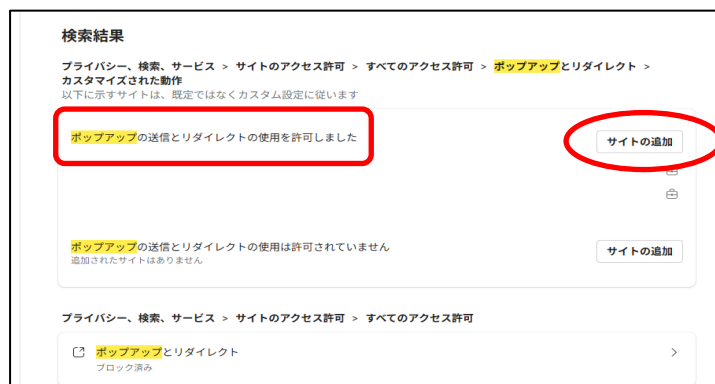 検索結果
プライバシー、検索、サービス > サイトのアクセス許可 > すべてのアクセス許可 > ポップアップとリダイレクト >
カスタマイズされた動作
以下に示すサイトは、既定ではなくカスタム設定に従います
ポップアップの送信とリダイレクトの使用を許可しました
サイトの追加
ポップアップの送信とリダイレクトの使用は許可されていません
追加されたサイトはありません
サイトの追加
プライバシー、検索、サービス > サイトのアクセス許可 > すべてのアクセス許可
ポップアップとリダイレクト
ブロック済み